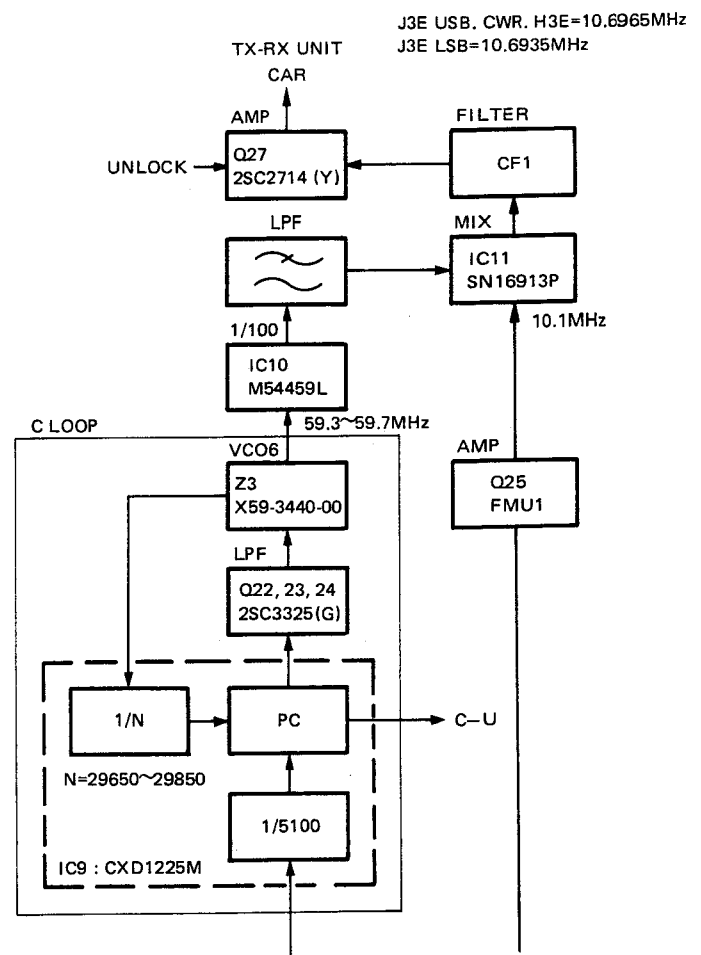 J3E USB. CWR. H3E=10.6965MHz
J3E LSB=10.6935MHz
TX-RX UNIT
CAR
AMP
Q27
2SC2714 (Y)
UNLOCK
FILTER
CF1
LPF
MIX
IC11
SN16913P
10.1MHz
1/100
IC10
M54459L
59.3~59.7MHz
C LOOP
VCO6
Z3
X59-3440-00
AMP
Q25
FMU1
LPF
Q22, 23, 24
2SC3325(G)
1/N
PC
C-U
N=29650~29850
1/5100
IC9 : CXD1225M